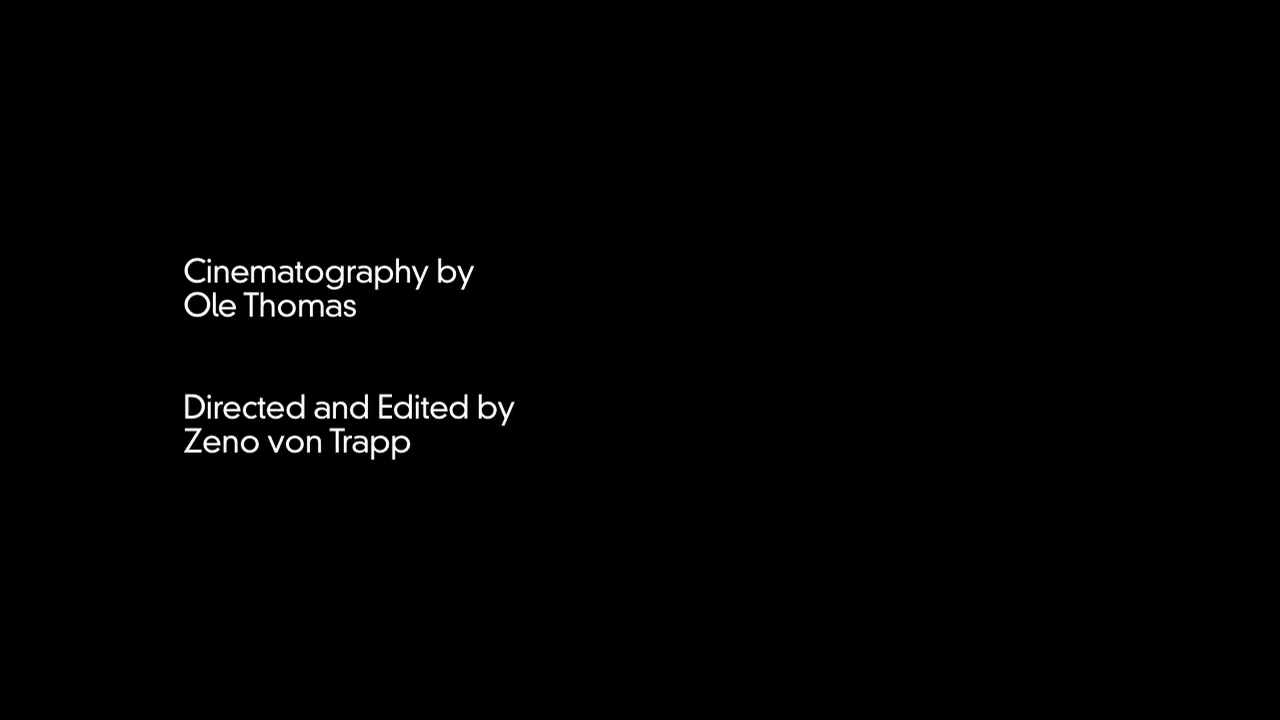 Cinematography by
Ole Thomas
Directed and Edited by
Zeno von Trapp